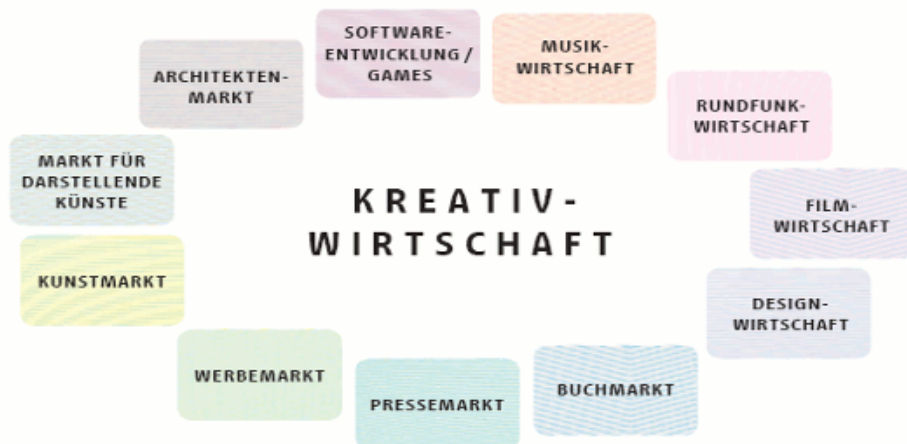 SOFTWARE-
ENTWICKLUNG /
GAMES
MUSIK-
WIRTSCHAFT
ARCHITEKTEN-
MARKT
RUNDFUNK-
WIRTSCHAFT
MARKT FÜR
DARSTELLENDE
KÜNSTE
KREATIV-
WIRTSCHAFT
FILM-
WIRTSCHAFT
KUNSTMARKT
DESIGN-
WIRTSCHAFT
WERBEMARKT
PRESSEMARKT
BUCHMARKT